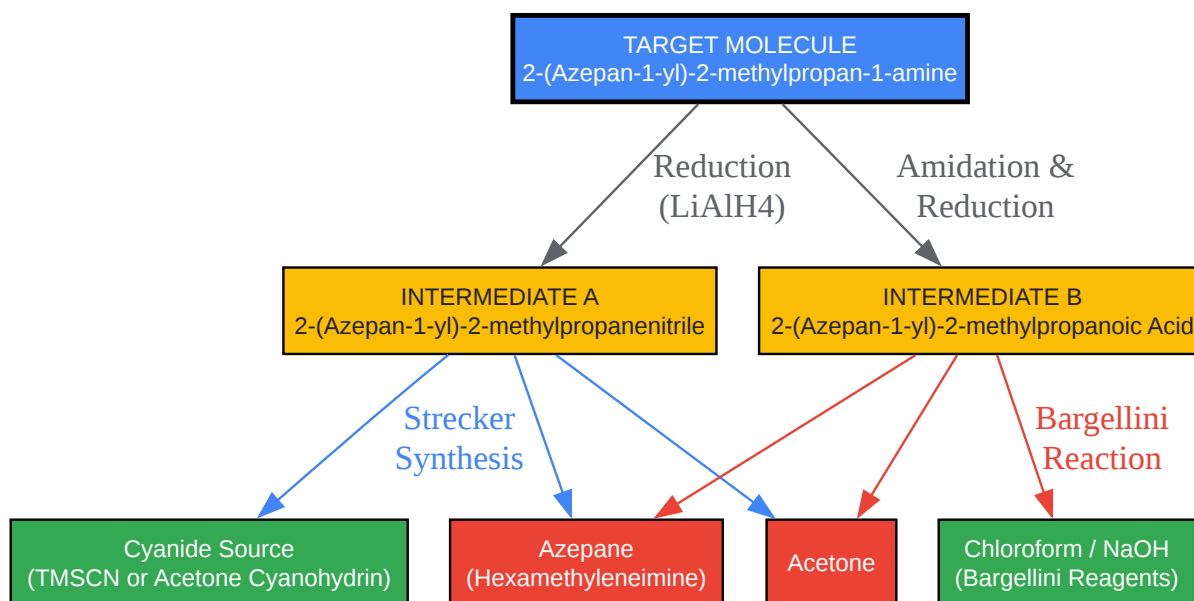 TARGET MOLECULE
2-(Azepan-1-yl)-2-methylpropan-1-amine
Reduction
(LiAlH4)
Amidation &
Reduction
INTERMEDIATE A
2-(Azepan-1-yl)-2-methylpropanenitrile
INTERMEDIATE B
2-(Azepan-1-yl)-2-methylpropanoic Acid
Strecker
Synthesis
Bargellini
Reaction
Cyanide Source
(TMSCN or Acetone Cyanohydrin)
Azepane
(Hexamethyleneimine)
Acetone
Chloroform / NaOH
(Bargellini Reagents)